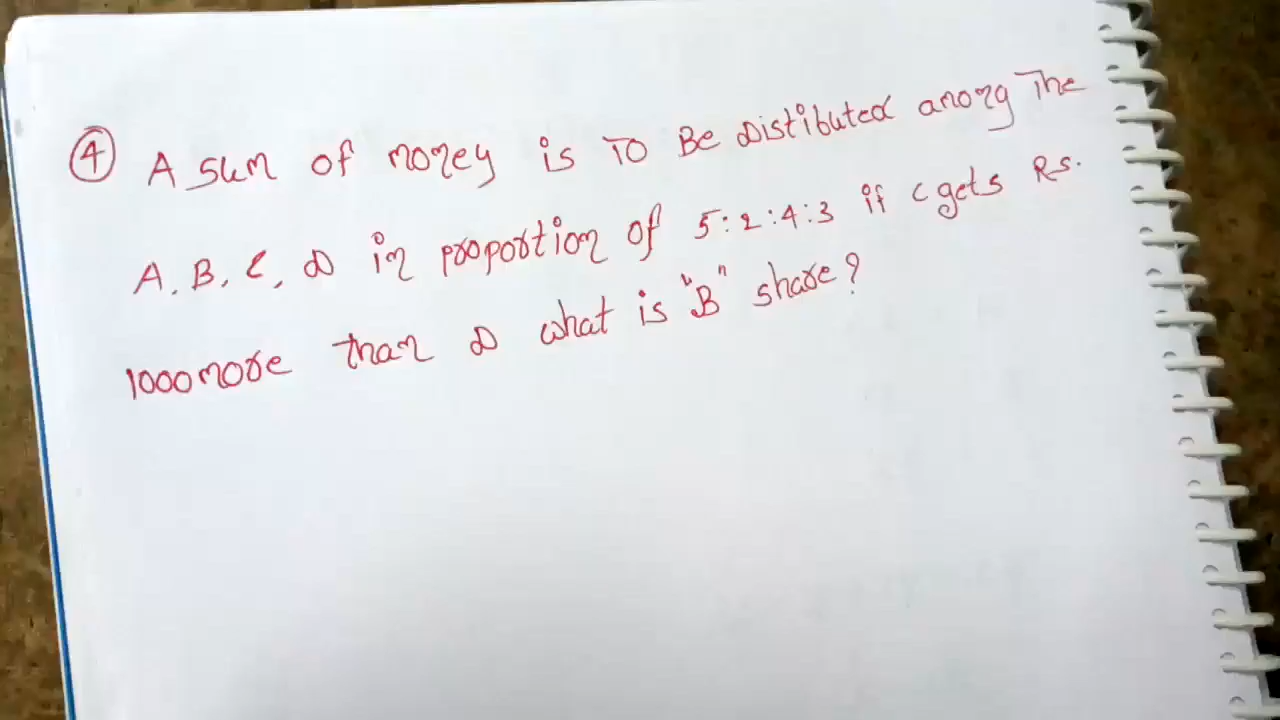 ④ A sum of money is To Be Distibuted among The
A, B, C, D in proportion of 5:2:4:3 if C gets Rs.
1000 more than D what is "B" share?